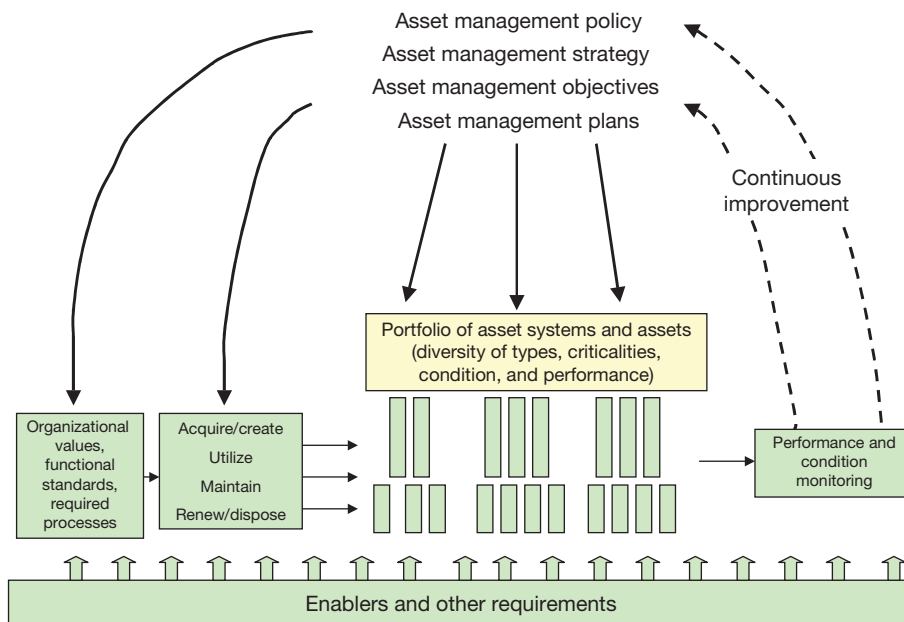 Asset management policy
Asset management strategy
Asset management objectives
Asset management plans
Continuous
improvement
Portfolio of asset systems and assets
(diversity of types, criticalities,
condition, and performance)
Organizational
values,
functional
standards,
required
processes
Acquire/create
Utilize
Maintain
Renew/dispose
Performance and
condition
monitoring
Enablers and other requirements